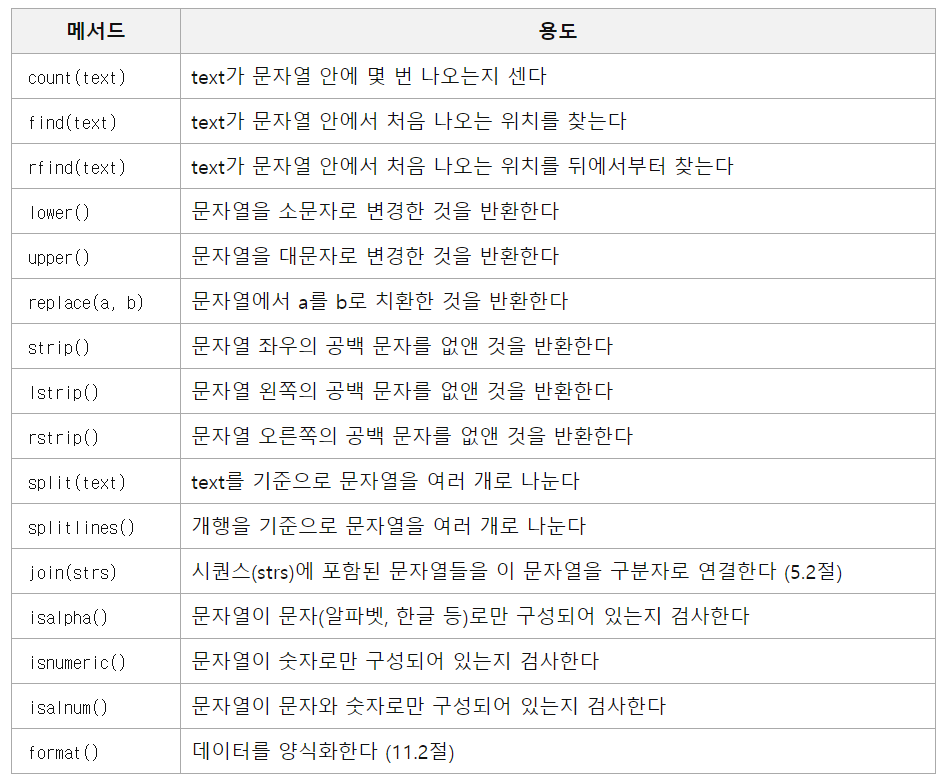 메서드 용도
count(text) text가 문자열 안에 몇 번 나오는지 센다
find(text) text가 문자열 안에서 처음 나오는 위치를 찾는다
rfind(text) text가 문자열 안에서 처음 나오는 위치를 뒤에서부터 찾는다
lower() 문자열을 소문자로 변경한 것을 반환한다
upper() 문자열을 대문자로 변경한 것을 반환한다
replace(a, b) 문자열에서 a를 b로 치환한 것을 반환한다
strip() 문자열 좌우의 공백 문자를 없앤 것을 반환한다
lstrip() 문자열 왼쪽의 공백 문자를 없앤 것을 반환한다
rstrip() 문자열 오른쪽의 공백 문자를 없앤 것을 반환한다
split(text) text를 기준으로 문자열을 여러 개로 나눈다
splitlines() 개행을 기준으로 문자열을 여러 개로 나눈다
join(strs) 시퀀스(strs)에 포함된 문자열들을 이 문자열을 구분자로 연결한다 (5.2절)
isalpha() 문자열이 문자(알파벳, 한글 등)로만 구성되어 있는지 검사한다
isnumeric() 문자열이 숫자로만 구성되어 있는지 검사한다
isalnum() 문자열이 문자와 숫자로만 구성되어 있는지 검사한다
format() 데이터를 양식화한다 (11.2절)